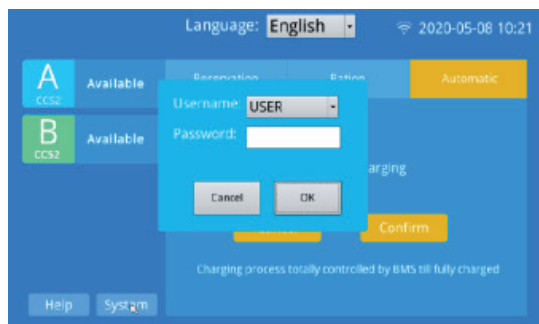 Language: English
2020-05-08 10:21
A
CCS2
Available
Reservation
Ration
Automatic
Username: USER
Password:
B
CCS2
Available
arging
Cancel
OK
Confirm
Charging process totally controlled by BMS till fully charged
Help
System